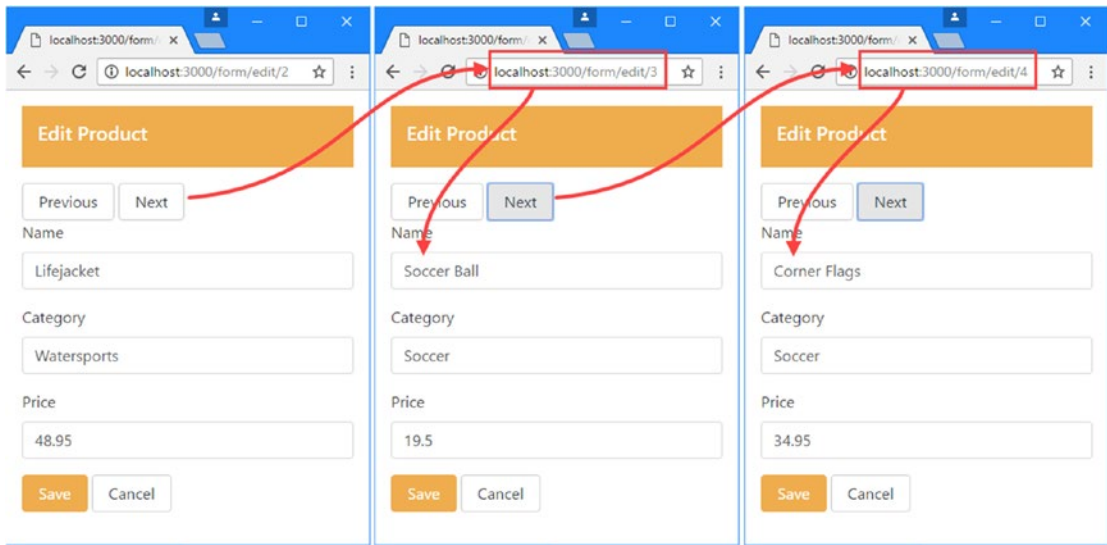 localhost:3000/form/
localhost:3000/form/edit/2
Edit Product
Previous Next
Name
Lifejacket
Category
Watersports
Price
48.95
Save Cancel
localhost:3000/form/
localhost:3000/form/edit/3
Edit Product
Previous Next
Name
Soccer Ball
Category
Soccer
Price
19.5
Save Cancel
localhost:3000/form/
localhost:3000/form/edit/4
Edit Product
Previous Next
Name
Corner Flags
Category
Soccer
Price
34.95
Save Cancel